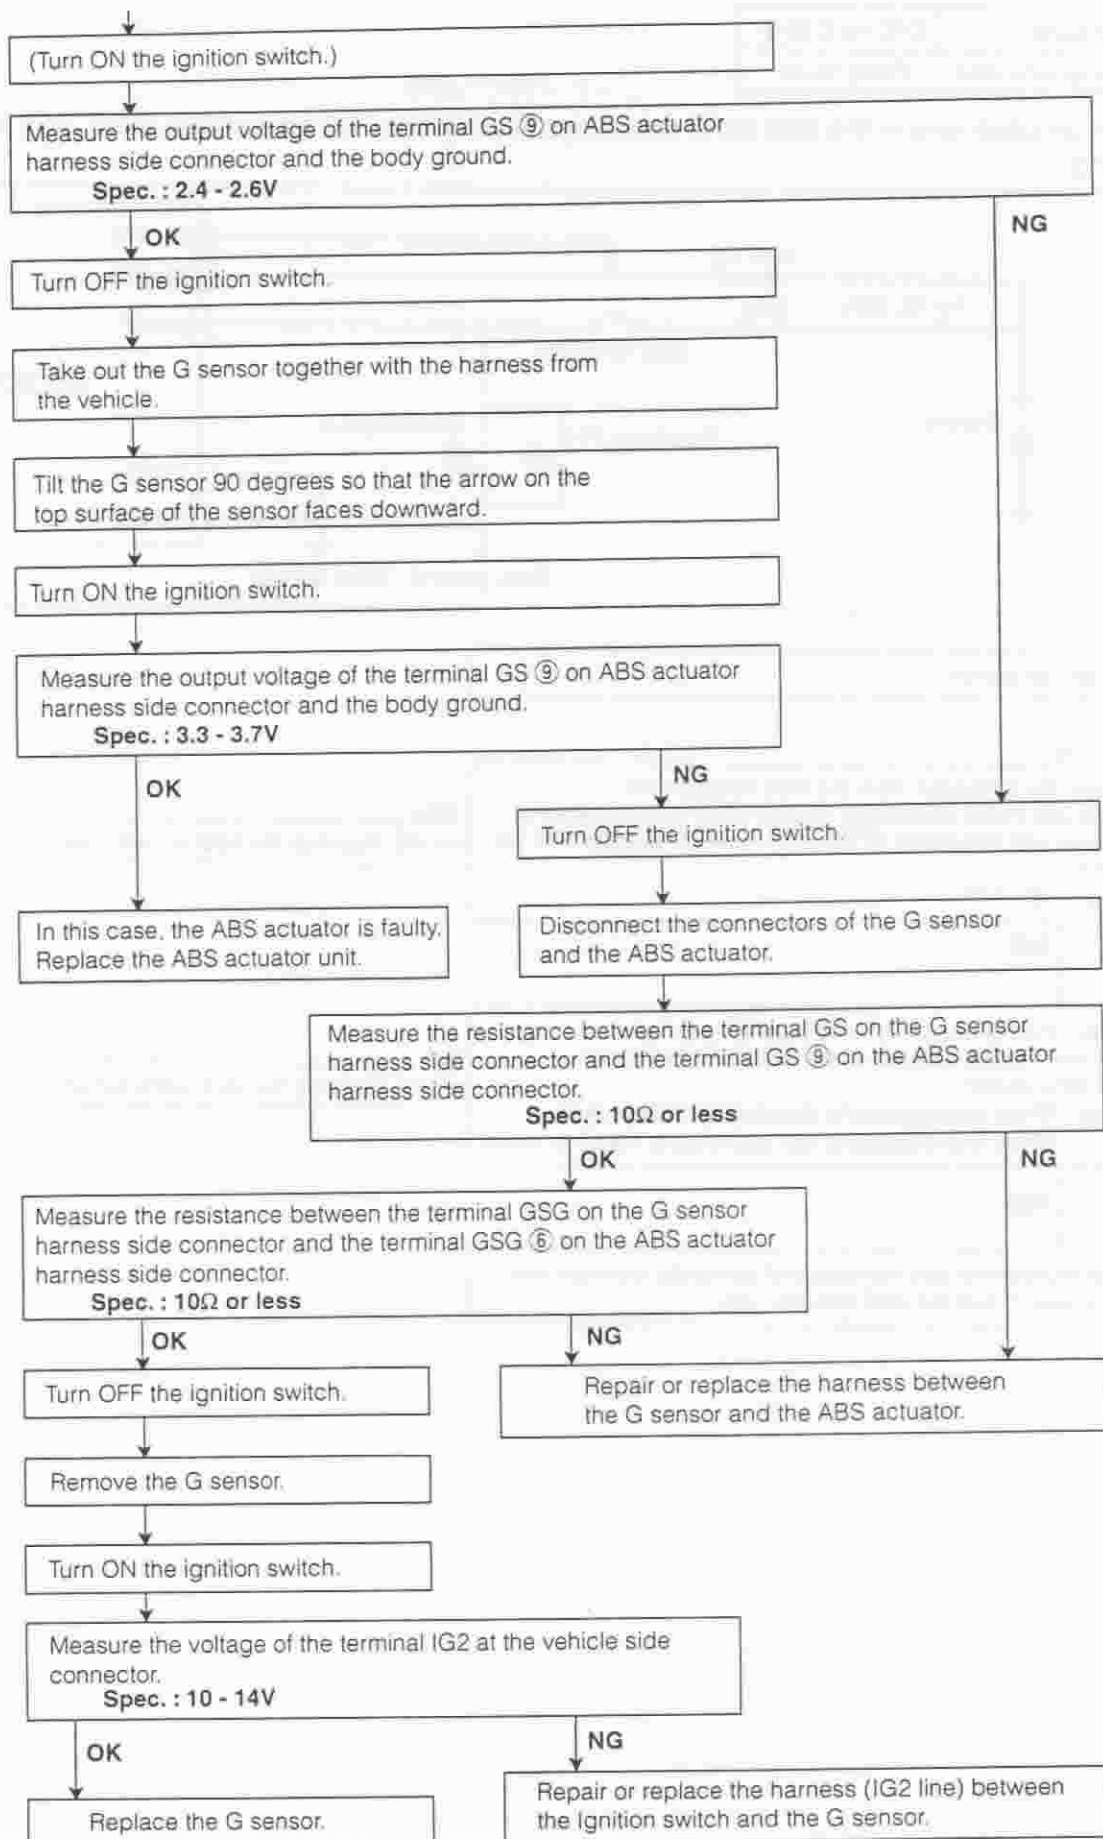 (Turn ON the ignition switch.)
Measure the output voltage of the terminal GS ⑨ on ABS actuator
harness side connector and the body ground.
Spec. : 2.4 - 2.6V
OK
NG
Turn OFF the ignition switch.
Take out the G sensor together with the harness from
the vehicle.
Tilt the G sensor 90 degrees so that the arrow on the
top surface of the sensor faces downward.
Turn ON the ignition switch.
Measure the output voltage of the terminal GS ⑨ on ABS actuator
harness side connector and the body ground.
Spec. : 3.3 - 3.7V
OK
NG
Turn OFF the ignition switch.
In this case, the ABS actuator is faulty.
Replace the ABS actuator unit.
Disconnect the connectors of the G sensor
and the ABS actuator.
Measure the resistance between the terminal GS on the G sensor
harness side connector and the terminal GS ⑨ on the ABS actuator
harness side connector.
Spec. : 10Ω or less
OK
NG
Measure the resistance between the terminal GSG on the G sensor
harness side connector and the terminal GSG ⑥ on the ABS actuator
harness side connector.
Spec. : 10Ω or less
OK
NG
Turn OFF the ignition switch.
Repair or replace the harness between
the G sensor and the ABS actuator.
Remove the G sensor.
Turn ON the ignition switch.
Measure the voltage of the terminal IG2 at the vehicle side
connector.
Spec. : 10 - 14V
OK
NG
Replace the G sensor.
Repair or replace the harness (IG2 line) between
the Ignition switch and the G sensor.